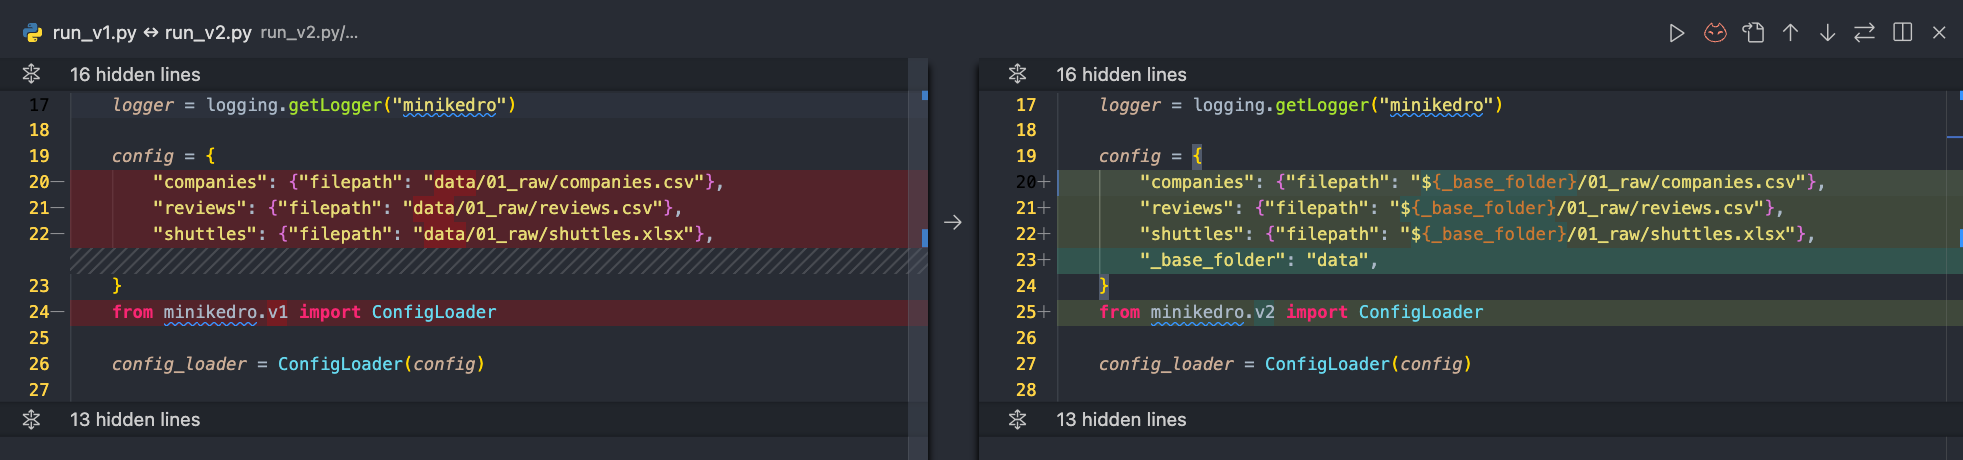 run_v1.py ↔ run_v2.py run_v2.py/...
16 hidden lines
17 logger = logging.getLogger("minikedro")
18
19 config = {
20— "companies": {"filepath": "data/01_raw/companies.csv"},
21— "reviews": {"filepath": "data/01_raw/reviews.csv"},
22— "shuttles": {"filepath": "data/01_raw/shuttles.xlsx"},
23 }
24— from minikedro.v1 import ConfigLoader
25
26 config_loader = ConfigLoader(config)
27
13 hidden lines
16 hidden lines
17 logger = logging.getLogger("minikedro")
18
19 config = {
20+ "companies": {"filepath": "${_base_folder}/01_raw/companies.csv"},
21+ "reviews": {"filepath": "${_base_folder}/01_raw/reviews.csv"},
22+ "shuttles": {"filepath": "${_base_folder}/01_raw/shuttles.xlsx"},
23+ "_base_folder": "data",
24 }
25+ from minikedro.v2 import ConfigLoader
26
27 config_loader = ConfigLoader(config)
28
13 hidden lines